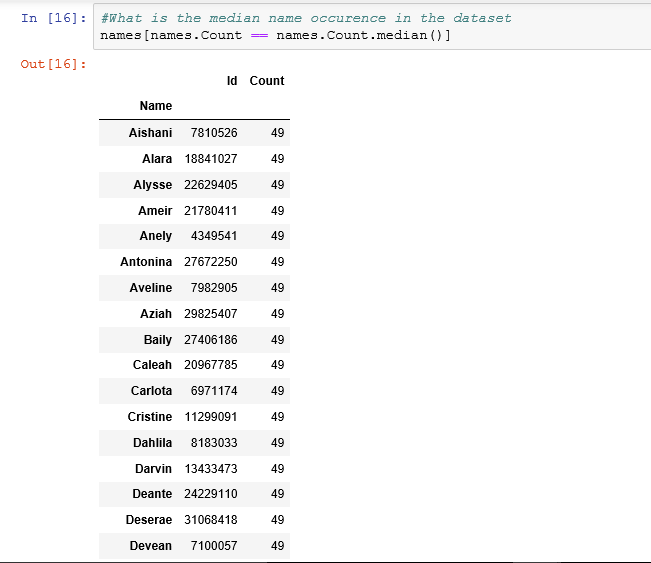 In [16]: #What is the median name occurence in the dataset
names[names.Count == names.Count.median()]
Out[16]:
Id Count
Name
Aishani 7810526 49
Alara 18841027 49
Alysse 22629405 49
Ameir 21780411 49
Anely 4349541 49
Antonina 27672250 49
Aveline 7982905 49
Aziah 29825407 49
Baily 27406186 49
Caleah 20967785 49
Carlota 6971174 49
Cristine 11299091 49
Dahlila 8183033 49
Darvin 13433473 49
Deante 24229110 49
Deserae 31068418 49
Devean 7100057 49